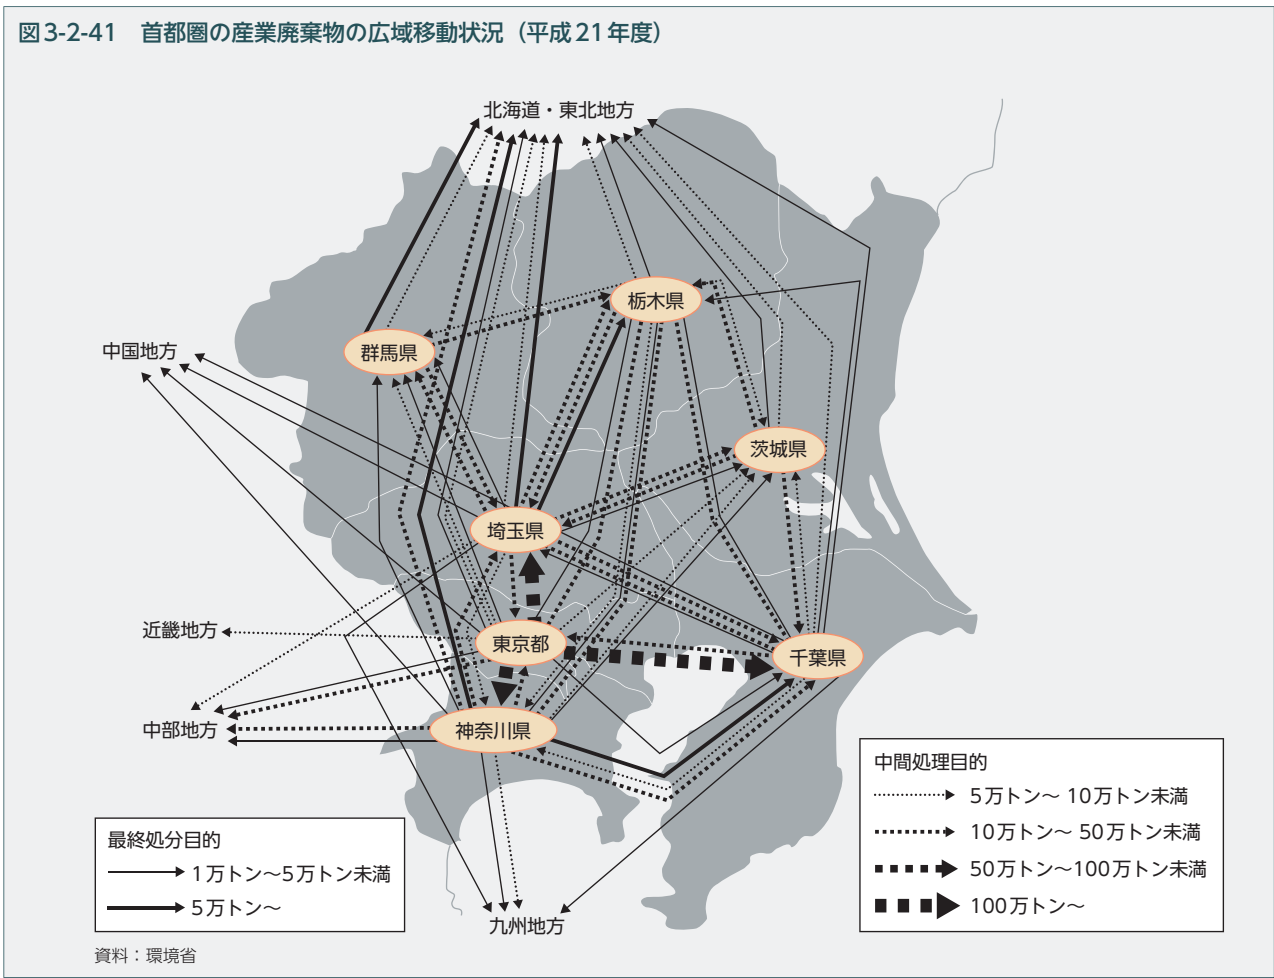 図3-2-41　首都圏の産業廃棄物の広域移動状況（平成21年度）
北海道・東北地方
栃木県
群馬県
中国地方
茨城県
埼玉県
近畿地方
東京都
千葉県
中部地方
神奈川県
九州地方
最終処分目的
1万トン～5万トン未満
5万トン～
中間処理目的
5万トン～10万トン未満
10万トン～50万トン未満
50万トン～100万トン未満
100万トン～
資料：環境省